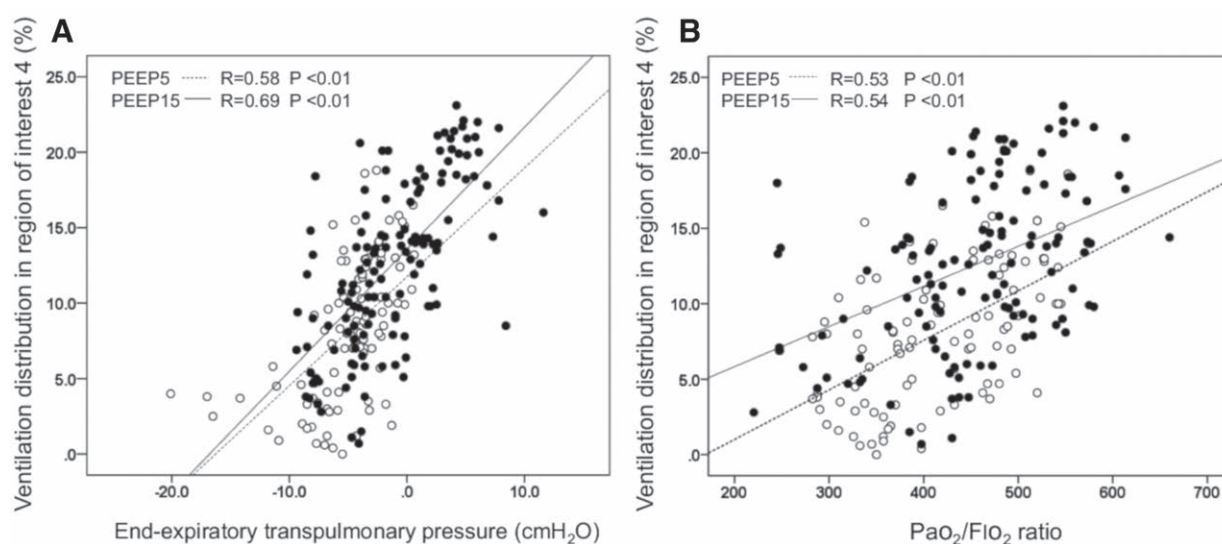 A
Ventilation distribution in region of interest 4 (%)
PEEP5 R=0.58 P <0.01
PEEP15 R=0.69 P <0.01
25.0
20.0
15.0
10.0
5.0
.0
-20.0 -10.0 .0 10.0
End-expiratory transpulmonary pressure (cmH₂O)
B
Ventilation distribution in region of interest 4 (%)
PEEP5 R=0.53 P <0.01
PEEP15 R=0.54 P <0.01
25.0
20.0
15.0
10.0
5.0
.0
200 300 400 500 600 700
Pao₂/FIO₂ ratio